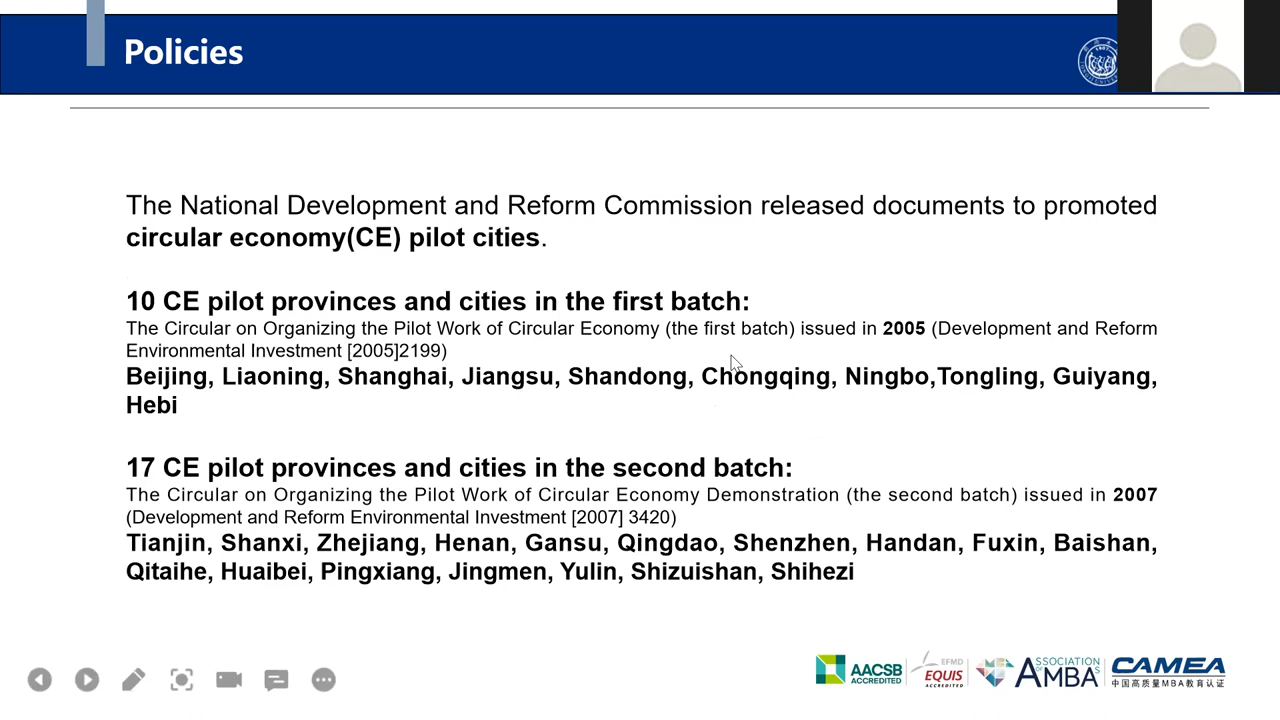 Policies
The National Development and Reform Commission released documents to promoted
circular economy(CE) pilot cities.
10 CE pilot provinces and cities in the first batch:
The Circular on Organizing the Pilot Work of Circular Economy (the first batch) issued in 2005 (Development and Reform
Environmental Investment [2005]2199)
Beijing, Liaoning, Shanghai, Jiangsu, Shandong, Chongqing, Ningbo,Tongling, Guiyang,
Hebi
17 CE pilot provinces and cities in the second batch:
The Circular on Organizing the Pilot Work of Circular Economy Demonstration (the second batch) issued in 2007
(Development and Reform Environmental Investment [2007] 3420)
Tianjin, Shanxi, Zhejiang, Henan, Gansu, Qingdao, Shenzhen, Handan, Fuxin, Baishan,
Qitaihe, Huaibei, Pingxiang, Jingmen, Yulin, Shizuishan, Shihezi
AACSB
ACCREDITED
EFMD
EQUIS
ACCREDITED
ASSOCIATION
OF AMBAS
CAMEA
中国高质量MBA教育认证